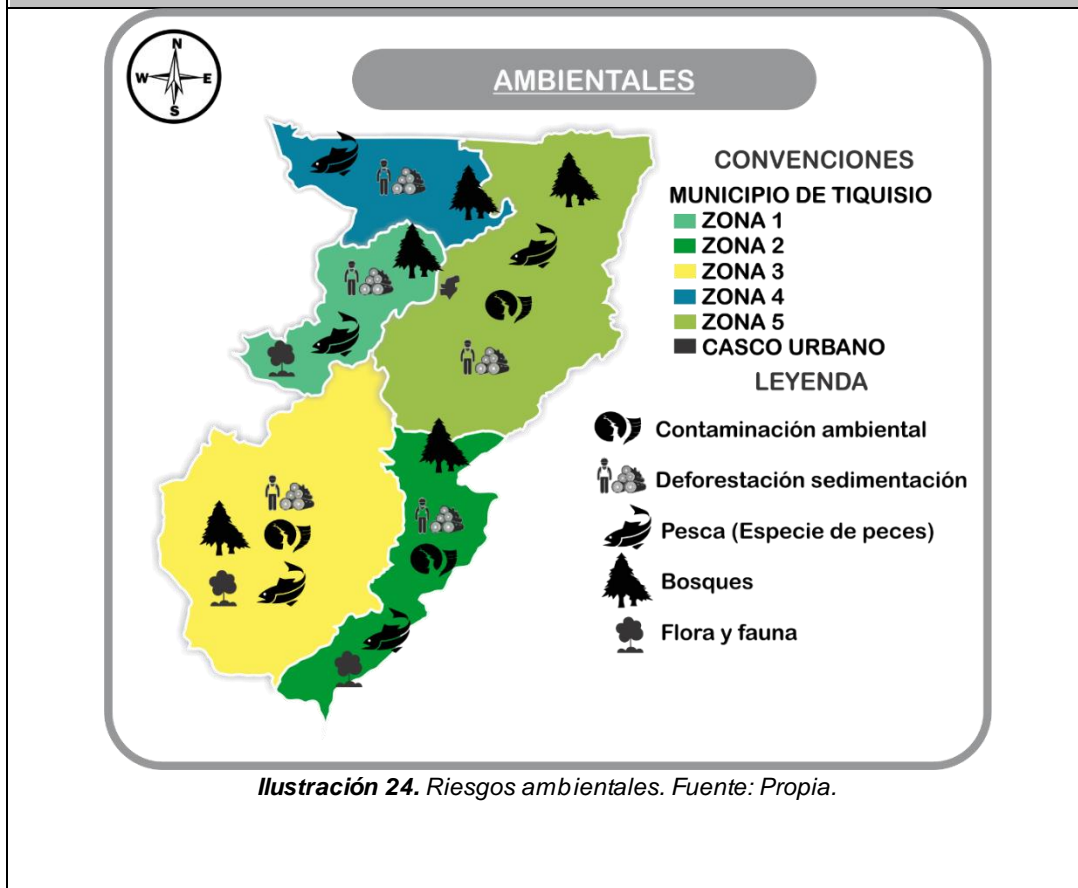 N
W E
S
AMBIENTALES
CONVENCIONES
MUNICIPIO DE TIQUISIO
ZONA 1
ZONA 2
ZONA 3
ZONA 4
ZONA 5
CASCO URBANO
LEYENDA
Contaminación ambiental
Deforestación sedimentación
Pesca (Especie de peces)
Bosques
Flora y fauna
Ilustración 24. Riesgos ambientales. Fuente: Propia.